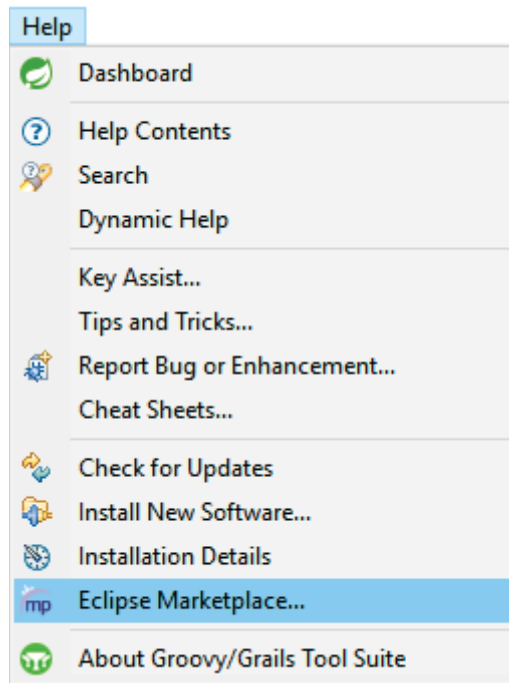 Help
Dashboard
Help Contents
Search
Dynamic Help
Key Assist...
Tips and Tricks...
Report Bug or Enhancement...
Cheat Sheets...
Check for Updates
Install New Software...
Installation Details
mp Eclipse Marketplace...
About Groovy/Grails Tool Suite